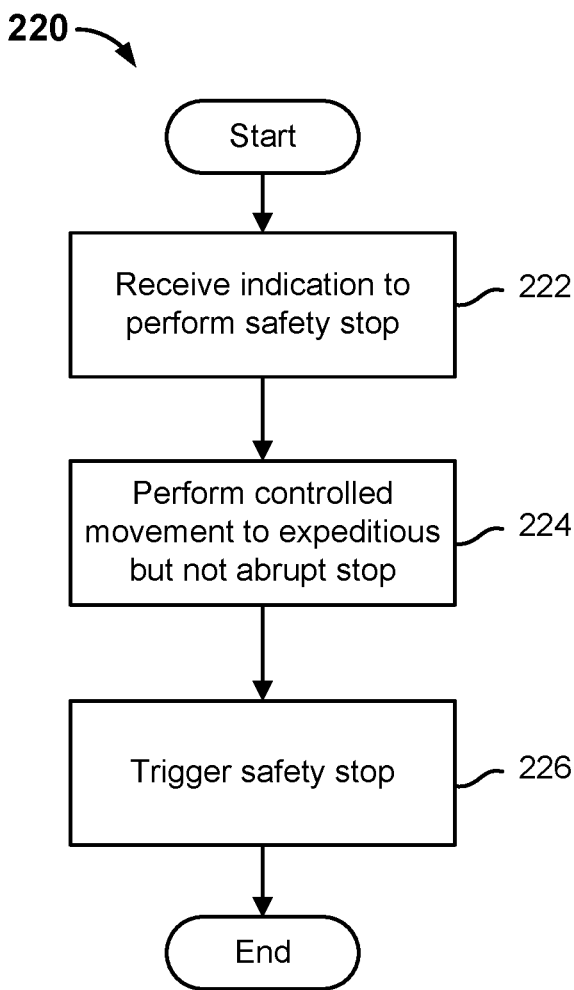 220
Start
Receive indication to
perform safety stop
222
Perform controlled
movement to expeditious
but not abrupt stop
224
Trigger safety stop
226
End